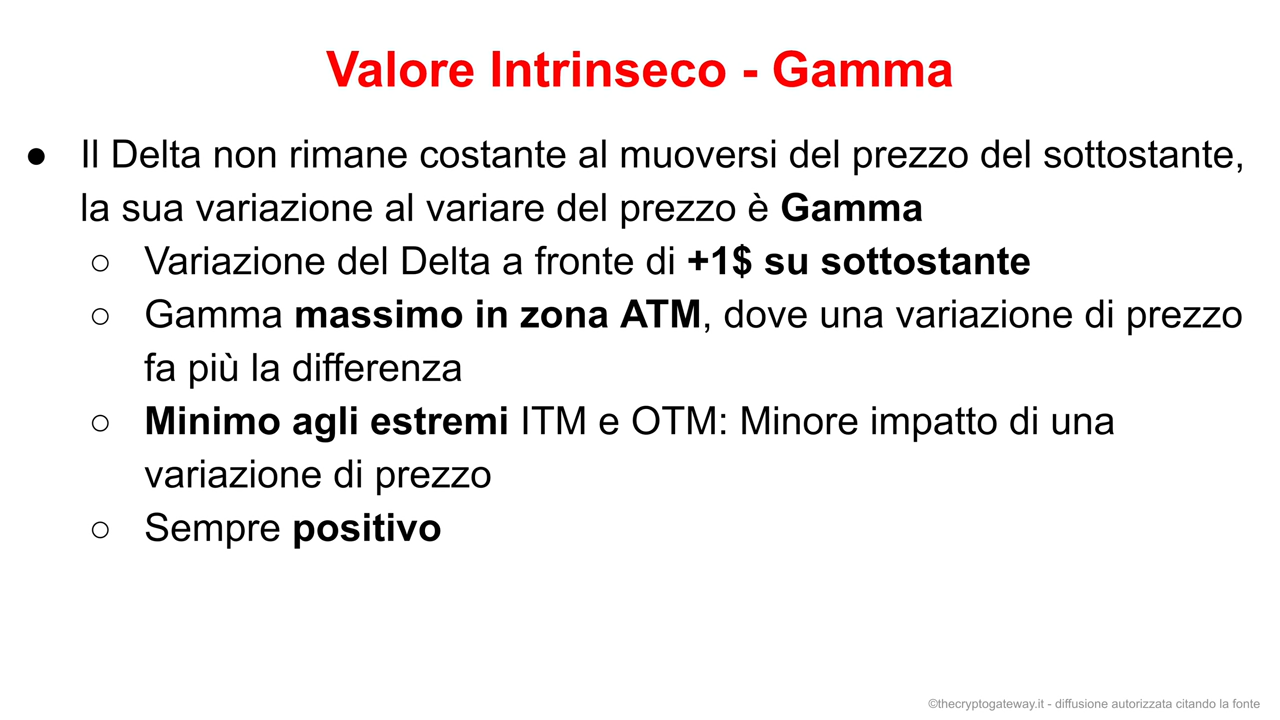 Valore Intrinseco - Gamma
● Il Delta non rimane costante al muoversi del prezzo del sottostante,
la sua variazione al variare del prezzo è Gamma
○ Variazione del Delta a fronte di +1$ su sottostante
○ Gamma massimo in zona ATM, dove una variazione di prezzo
fa più la differenza
○ Minimo agli estremi ITM e OTM: Minore impatto di una
variazione di prezzo
○ Sempre positivo
©thecryptogateway.it - diffusione autorizzata citando la fonte